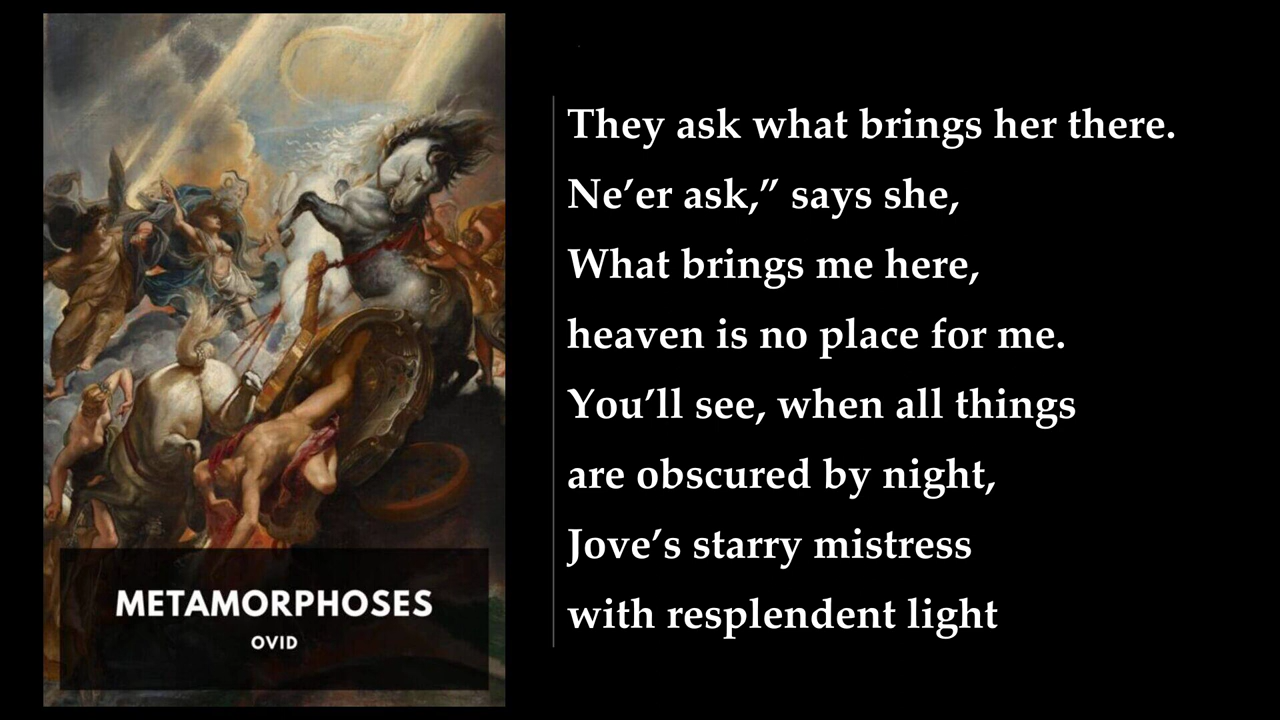 METAMORPHOSES
OVID
They ask what brings her there.
Ne’er ask,” says she,
What brings me here,
heaven is no place for me.
You’ll see, when all things
are obscured by night,
Jove’s starry mistress
with resplendent light